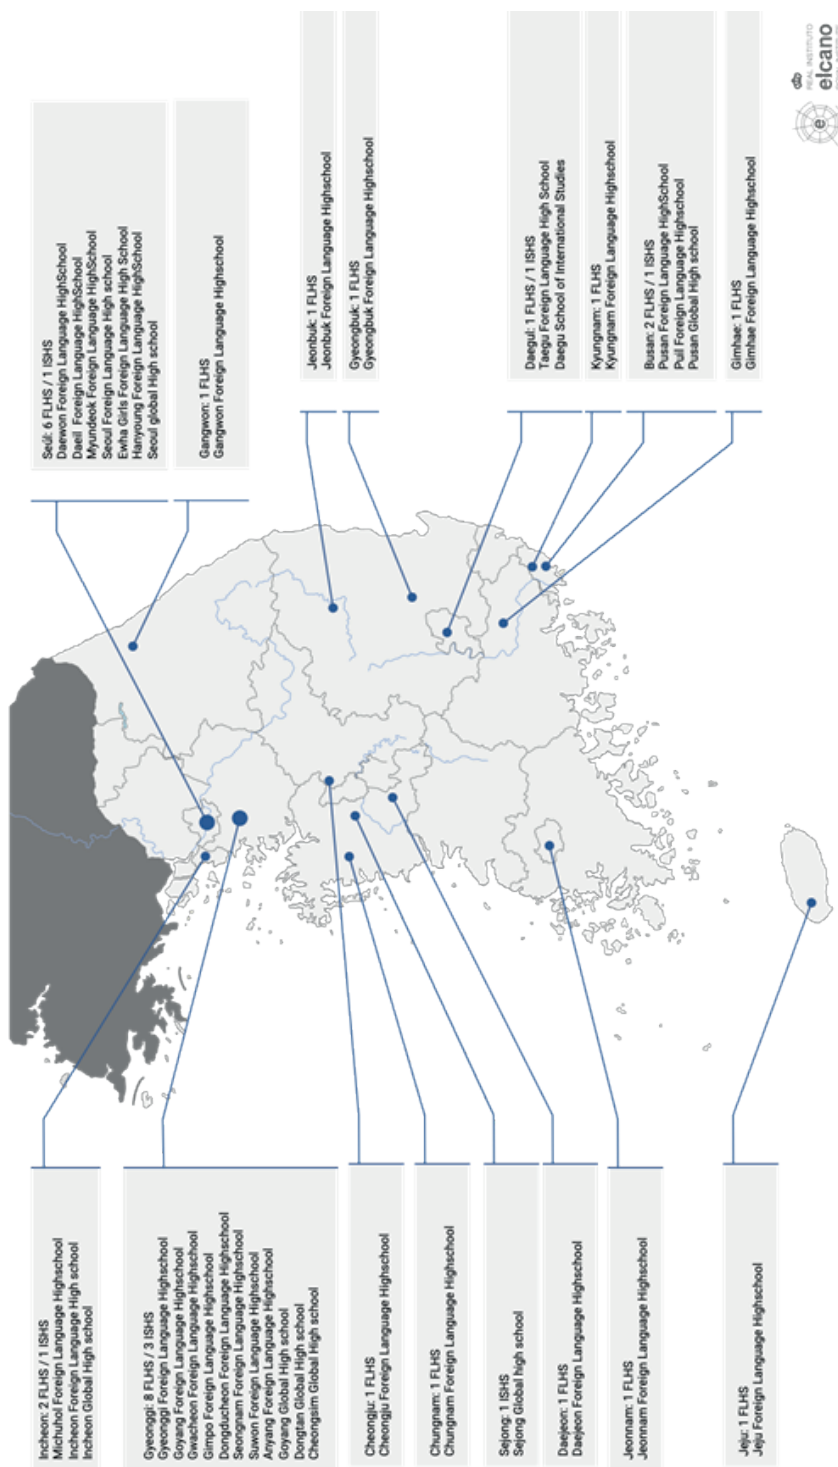 Incheon: 2 FLHS / 1 ISHS
Michuhol Foreign Language Highschool
Incheon Foreign Language High school
Incheon Global High school
Gyeonggi: 8 FLHS / 3 ISHS
Gyeonggi Foreign Language Highschool
Goyang Foreign Language Highschool
Gwacheon Foreign Language Highschool
Gimpo Foreign Language Highschool
Dongducheon Foreign Language Highschool
Seongnam Foreign Language Highschool
Suwon Foreign Language Highschool
Anyang Foreign Language Highschool
Goyang Global High school
Dongtan Global High school
Cheongsim Global High school
Cheongju: 1 FLHS
Cheongju Foreign Language Highschool
Chungnam: 1 FLHS
Chungnam Foreign Language Highschool
Sejong: 1 ISHS
Sejong Global high school
Daejeon: 1 FLHS
Daejeon Foreign Language Highschool
Jeonnam: 1 FLHS
Jeonnam Foreign Language Highschool
Jeju: 1 FLHS
Jeju Foreign Language Highschool
Seúl: 6 FLHS / 1 ISHS
Daewon Foreign Language HighSchool
Daeil Foreign Language HighSchool
Myundeok Foreign Language HighSchool
Seoul Foreign Language High school
Ewha Girls Foreign Language High School
Hanyoung Foreign Language HighSchool
Seoul global High school
Gangwon: 1 FLHS
Gangwon Foreign Language Highschool
Jeonbuk: 1 FLHS
Jeonbuk Foreign Language Highschool
Gyeongbuk: 1 FLHS
Gyeongbuk Foreign Language Highschool
Daegul: 1 FLHS / 1 ISHS
Taegu Foreign Language High School
Daegu School of International Studies
Kyungnam: 1 FLHS
Kyungnam Foreign Language Highschool
Busan: 2 FLHS / 1 ISHS
Pusan Foreign Language HighSchool
Pul Foreign Language Highschool
Pusan Global High school
Gimhae: 1 FLHS
Gimhae Foreign Language Highschool
e
REAL INSTITUTO
elcano